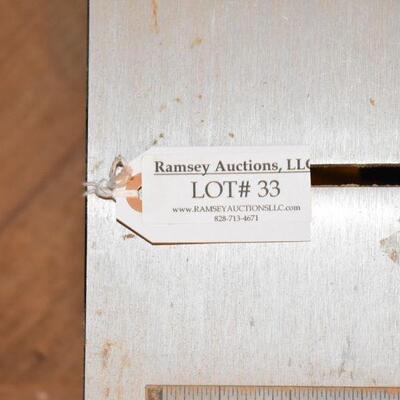 Ramsey Auctions, LLC
LOT# 33
www.RAMSEYAUCTIONSLLC.com
828-713-4671